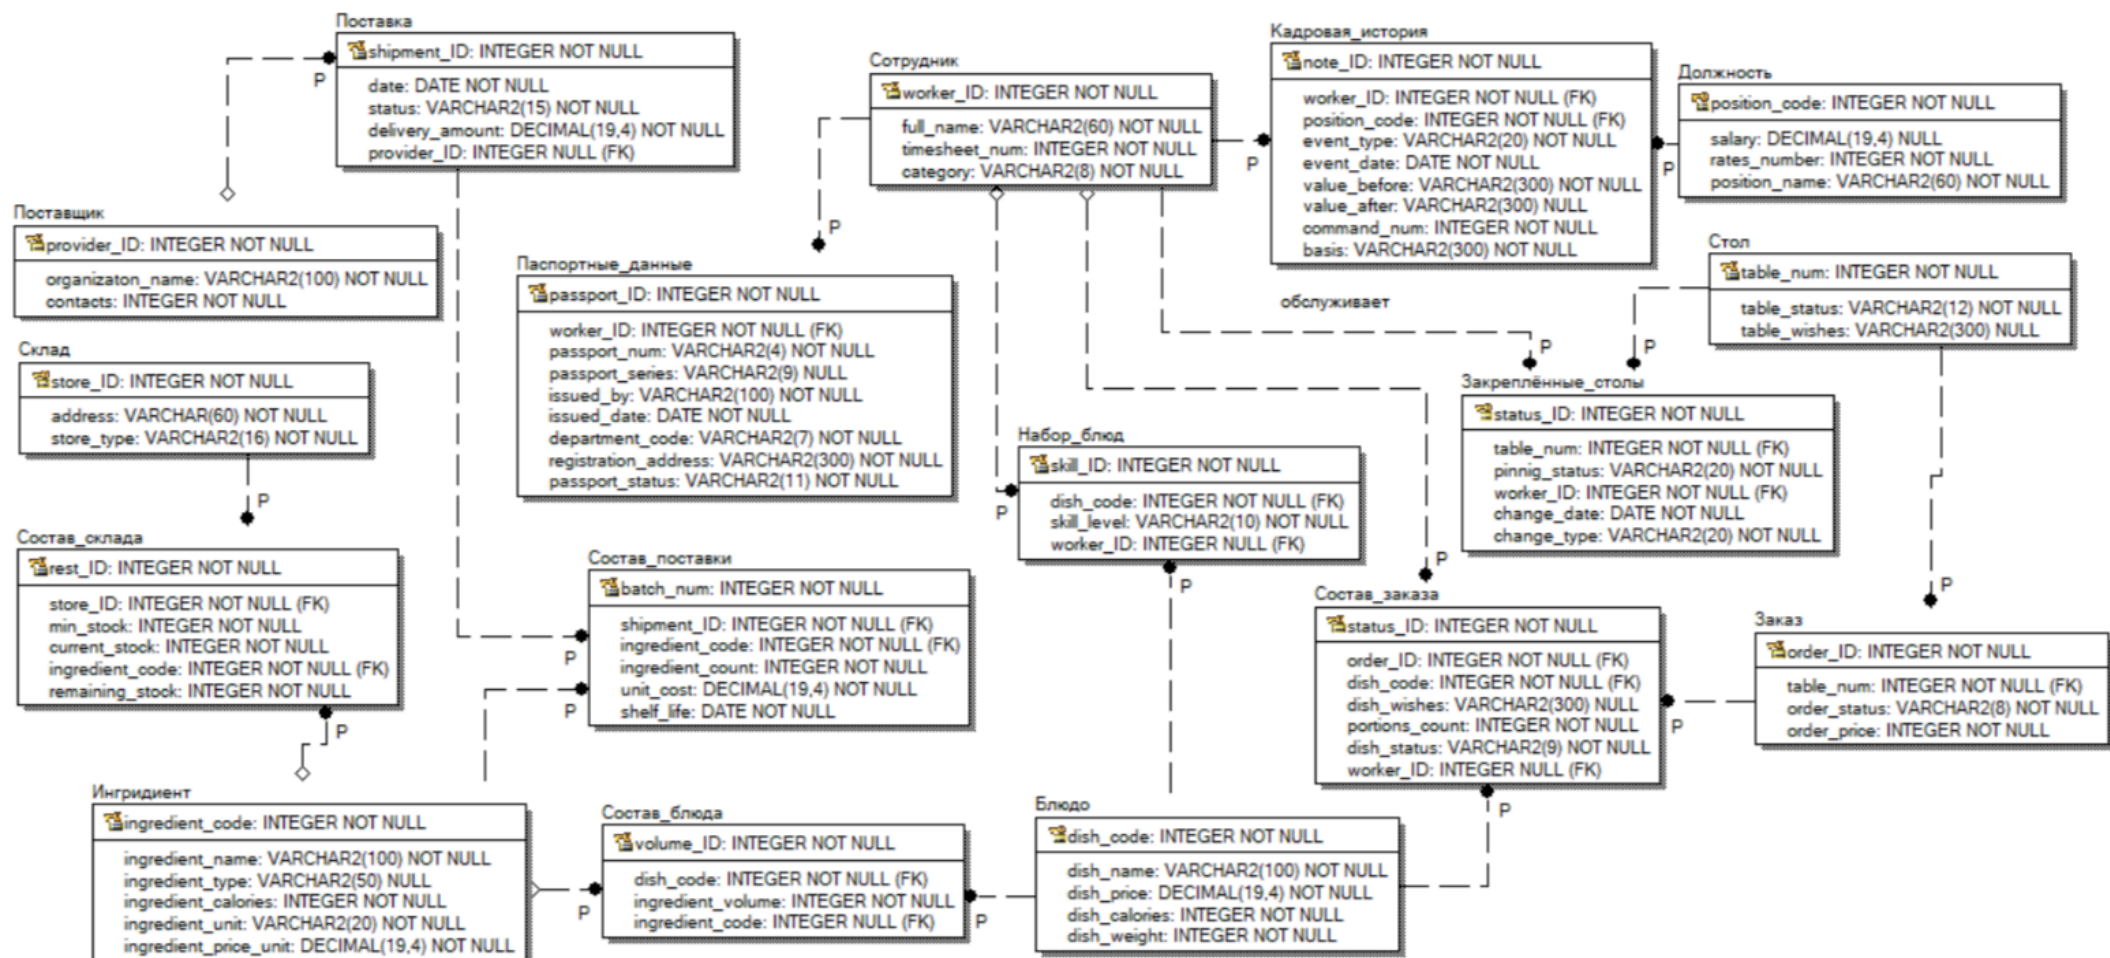 Поставка
shipment_ID: INTEGER NOT NULL
date: DATE NOT NULL
status: VARCHAR2(15) NOT NULL
delivery_amount: DECIMAL(19,4) NOT NULL
provider_ID: INTEGER NULL (FK)
P
Поставщик
provider_ID: INTEGER NOT NULL
organizaton_name: VARCHAR2(100) NOT NULL
contacts: INTEGER NOT NULL
Склад
store_ID: INTEGER NOT NULL
address: VARCHAR(60) NOT NULL
store_type: VARCHAR2(16) NOT NULL
P
Состав_склада
rest_ID: INTEGER NOT NULL
store_ID: INTEGER NOT NULL (FK)
min_stock: INTEGER NOT NULL
current_stock: INTEGER NOT NULL
ingredient_code: INTEGER NOT NULL (FK)
remaining_stock: INTEGER NOT NULL
P
Ингридиент
ingredient_code: INTEGER NOT NULL
ingredient_name: VARCHAR2(100) NOT NULL
ingredient_type: VARCHAR2(50) NULL
ingredient_calories: INTEGER NOT NULL
ingredient_unit: VARCHAR2(20) NOT NULL
ingredient_price_unit: DECIMAL(19,4) NOT NULL
Сотрудник
worker_ID: INTEGER NOT NULL
full_name: VARCHAR2(60) NOT NULL
timesheet_num: INTEGER NOT NULL
category: VARCHAR2(8) NOT NULL
P
Паспортные_данные
passport_ID: INTEGER NOT NULL
worker_ID: INTEGER NOT NULL (FK)
passport_num: VARCHAR2(4) NOT NULL
passport_series: VARCHAR2(9) NOT NULL
issued_by: VARCHAR2(100) NOT NULL
issued_date: DATE NOT NULL
department_code: VARCHAR2(7) NOT NULL
registration_address: VARCHAR2(300) NOT NULL
passport_status: VARCHAR2(11) NOT NULL
Состав_поставки
batch_num: INTEGER NOT NULL
shipment_ID: INTEGER NOT NULL (FK)
ingredient_code: INTEGER NOT NULL (FK)
ingredient_count: INTEGER NOT NULL
unit_cost: DECIMAL(19,4) NOT NULL
shelf_life: DATE NOT NULL
P
P
Состав_блюда
volume_ID: INTEGER NOT NULL
dish_code: INTEGER NOT NULL (FK)
ingredient_volume: INTEGER NOT NULL
ingredient_code: INTEGER NULL (FK)
P
P
Кадровая_история
note_ID: INTEGER NOT NULL
worker_ID: INTEGER NOT NULL (FK)
position_code: INTEGER NOT NULL (FK)
event_type: VARCHAR2(20) NOT NULL
event_date: DATE NOT NULL
value_before: VARCHAR2(300) NOT NULL
value_after: VARCHAR2(300) NULL
command_num: INTEGER NOT NULL
basis: VARCHAR2(300) NOT NULL
P
P
Должность
position_code: INTEGER NOT NULL
salary: DECIMAL(19,4) NULL
rates_number: INTEGER NOT NULL
position_name: VARCHAR2(60) NOT NULL
Стол
table_num: INTEGER NOT NULL
table_status: VARCHAR2(12) NOT NULL
table_wishes: VARCHAR2(300) NULL
обслуживает
P
P
Закреплённые_столы
status_ID: INTEGER NOT NULL
table_num: INTEGER NOT NULL (FK)
pinnig_status: VARCHAR2(20) NOT NULL
worker_ID: INTEGER NOT NULL (FK)
change_date: DATE NOT NULL
change_type: VARCHAR2(20) NOT NULL
Набор_блюд
skill_ID: INTEGER NOT NULL
dish_code: INTEGER NOT NULL (FK)
skill_level: VARCHAR2(10) NOT NULL
worker_ID: INTEGER NULL (FK)
P
P
P
Состав_заказа
status_ID: INTEGER NOT NULL
order_ID: INTEGER NOT NULL (FK)
dish_code: INTEGER NOT NULL (FK)
dish_wishes: VARCHAR2(300) NULL
portions_count: INTEGER NOT NULL
dish_status: VARCHAR2(9) NOT NULL
worker_ID: INTEGER NULL (FK)
P
P
P
Заказ
order_ID: INTEGER NOT NULL
table_num: INTEGER NOT NULL (FK)
order_status: VARCHAR2(8) NOT NULL
order_price: INTEGER NOT NULL
Блюдо
dish_code: INTEGER NOT NULL
dish_name: VARCHAR2(100) NOT NULL
dish_price: DECIMAL(19,4) NOT NULL
dish_calories: INTEGER NOT NULL
dish_weight: INTEGER NOT NULL